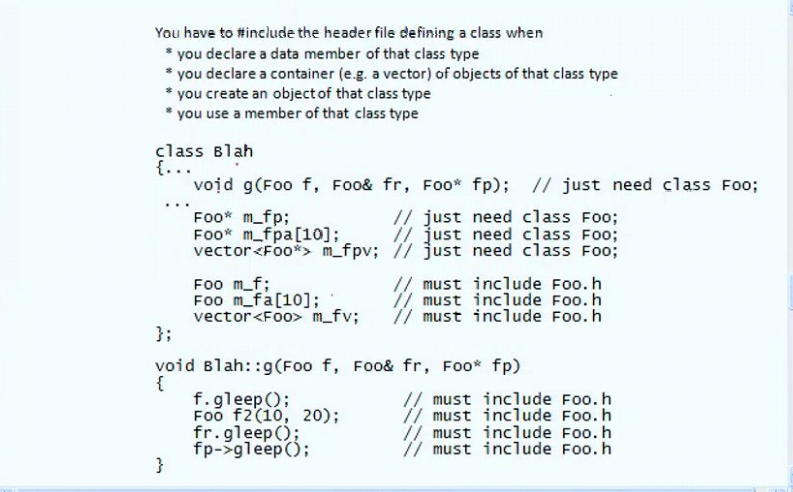 You have to #include the header file defining a class when
* you declare a data member of that class type
* you declare a container (e.g. a vector) of objects of that class type
* you create an object of that class type
* you use a member of that class type
class Blah
{...
void g(Foo f, Foo& fr, Foo* fp); // just need class Foo;
...
Foo* m_fp; // just need class Foo;
Foo* m_fpa[10]; // just need class Foo;
vector<Foo*> m_fpv; // just need class Foo;
Foo m_f; // must include Foo.h
Foo m_fa[10]; // must include Foo.h
vector<Foo> m_fv; // must include Foo.h
};
void Blah::g(Foo f, Foo& fr, Foo* fp)
{
f.gleep(); // must include Foo.h
Foo f2(10, 20); // must include Foo.h
fr.gleep(); // must include Foo.h
fp->gleep(); // must include Foo.h
}